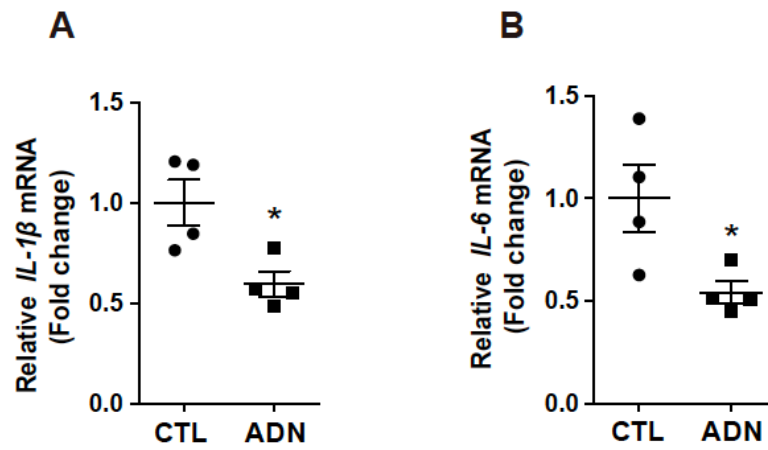 A
Relative IL-1β mRNA
(Fold change)
1.5
1.0
0.5
0.0
*
CTL ADN
B
Relative IL-6 mRNA
(Fold change)
1.5
1.0
0.5
0.0
*
CTL ADN